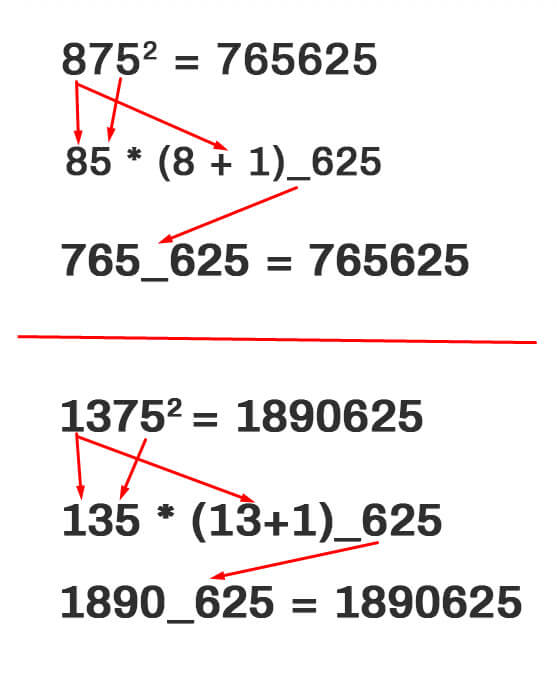 875² = 765625
85 * (8 + 1)_625
765_625 = 765625
1375² = 1890625
135 * (13+1)_625
1890_625 = 1890625